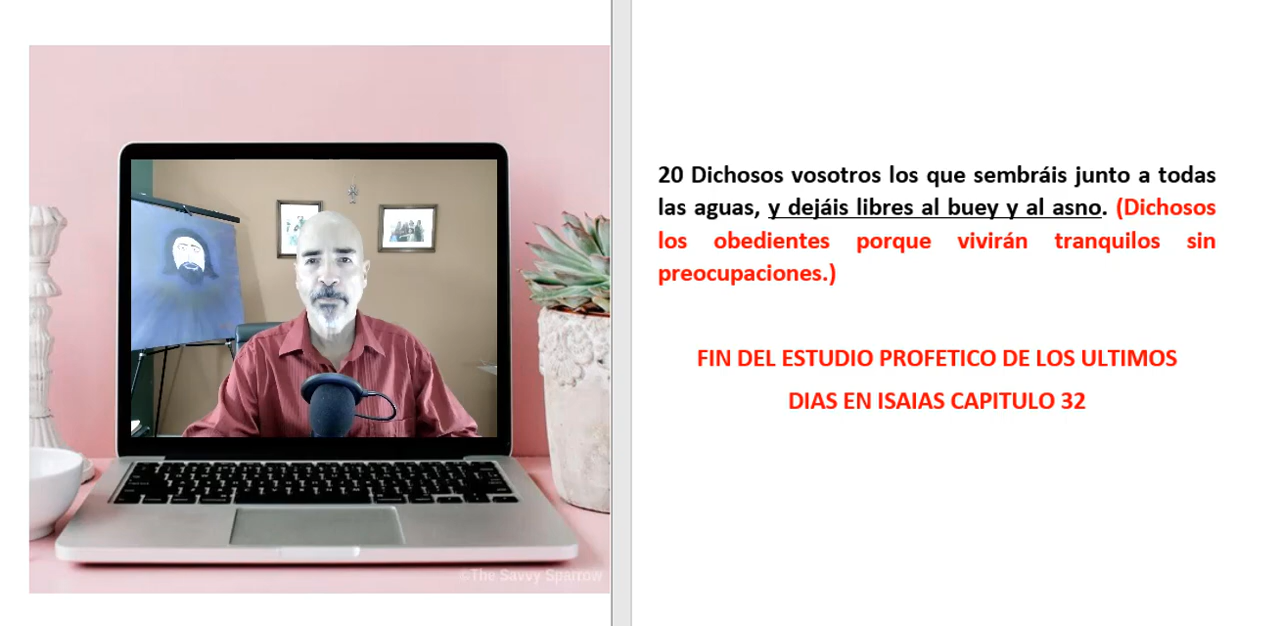 20 Dichosos vosotros los que sembráis junto a todas
las aguas, y dejáis libres al buey y al asno. (Dichosos
los obedientes porque vivirán tranquilos sin
preocupaciones.)
FIN DEL ESTUDIO PROFETICO DE LOS ULTIMOS
DIAS EN ISAIAS CAPITULO 32
©The Savvy Sparrow